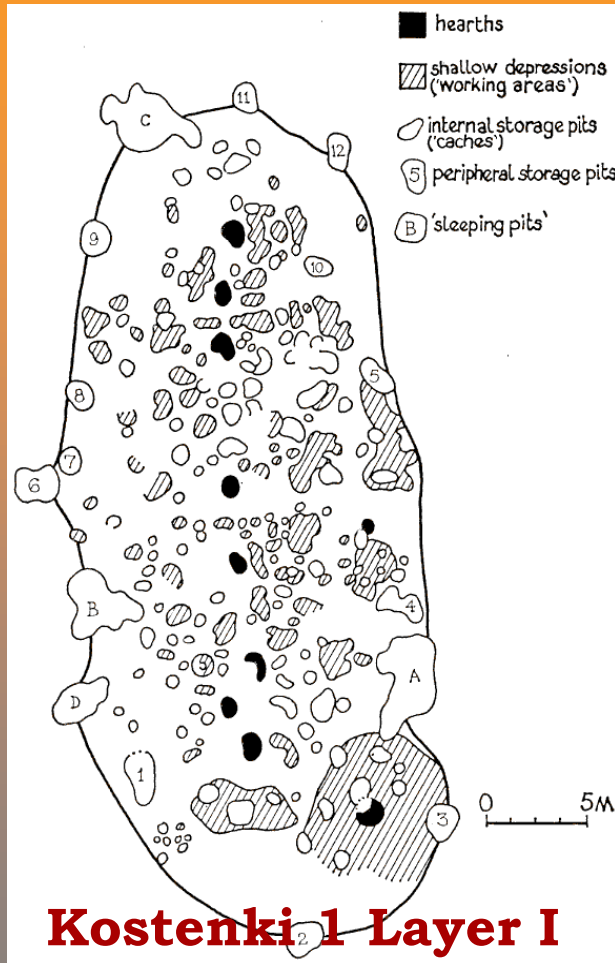 hearths
shallow depressions
('working areas')
internal storage pits
('caches')
5 peripheral storage pits
B 'sleeping pits'
C
11
12
9
10
5
8
7
6
B
4
A
9
D
1
3
0 5M
2
Kostenki 1 Layer I